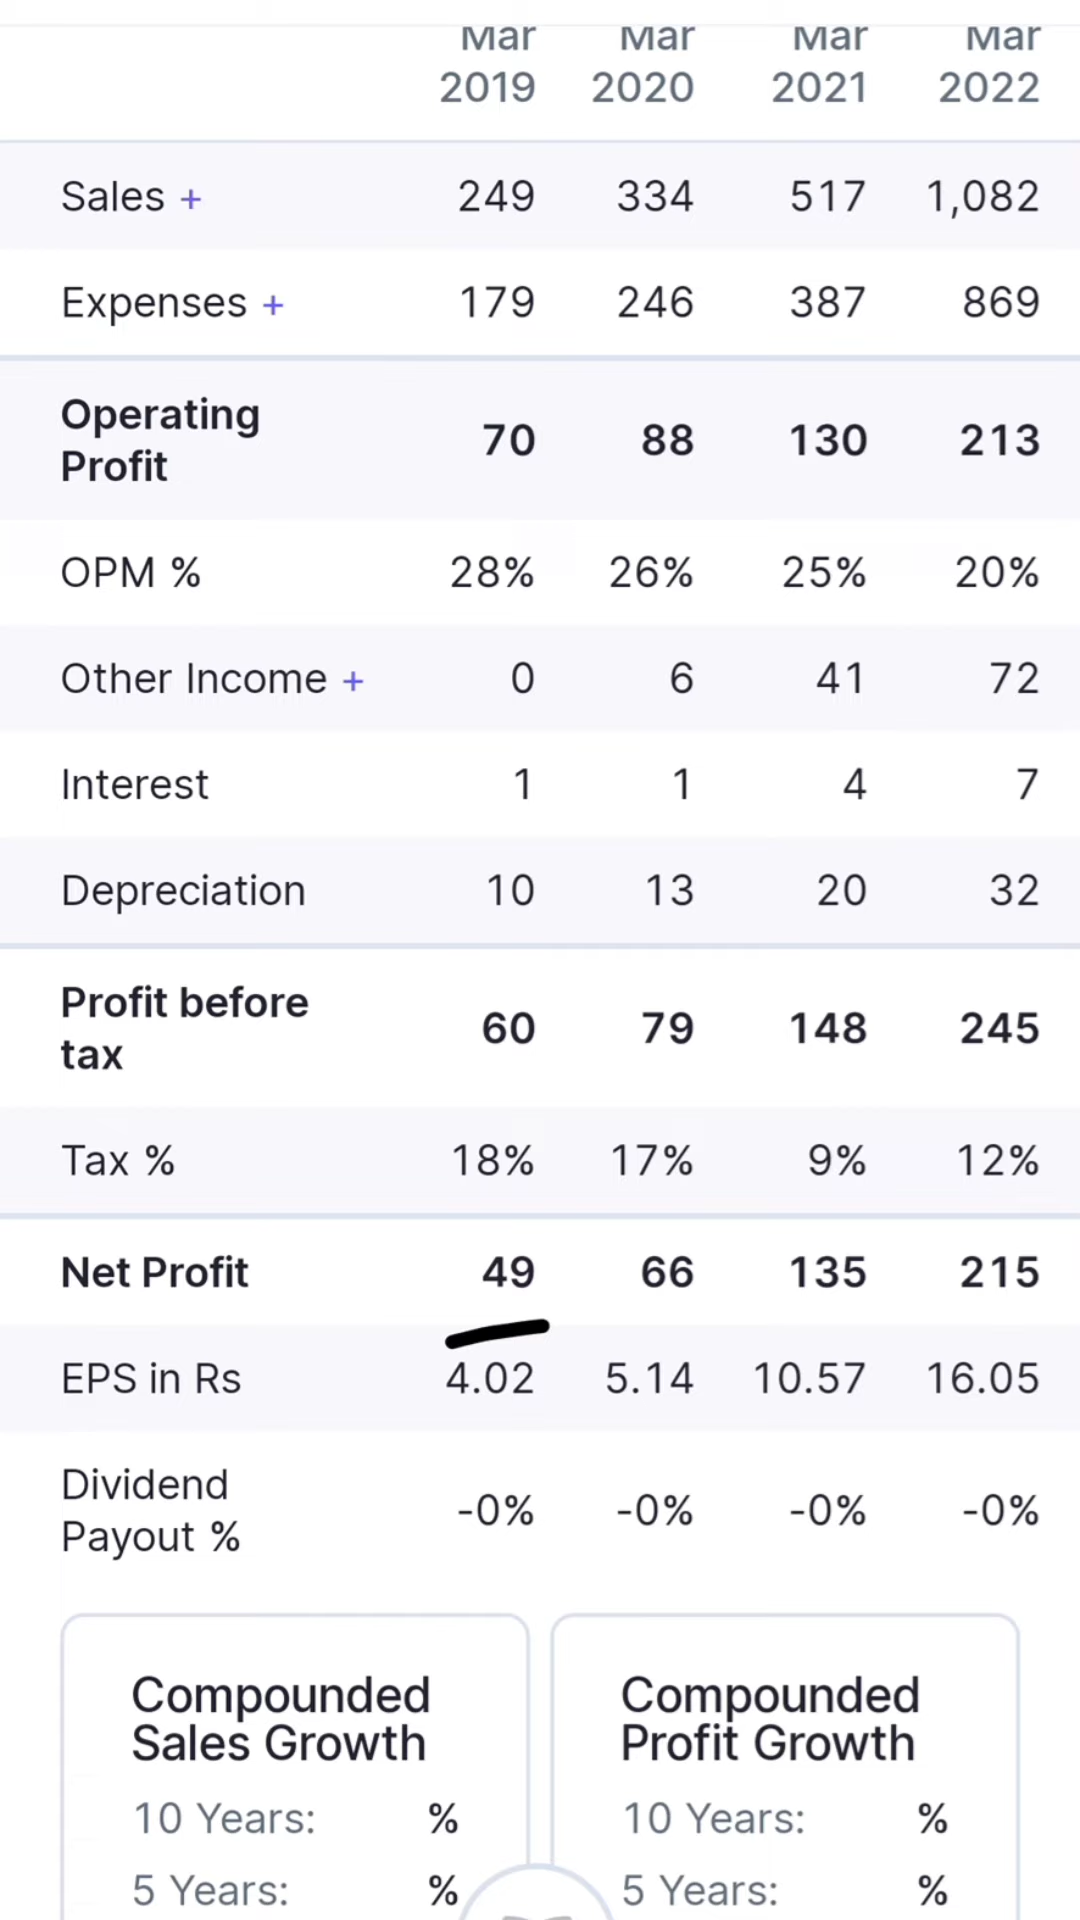 Mar Mar Mar Mar
2019 2020 2021 2022
Sales + 249 334 517 1,082
Expenses + 179 246 387 869
Operating
Profit 70 88 130 213
OPM % 28% 26% 25% 20%
Other Income + 0 6 41 72
Interest 1 1 4 7
Depreciation 10 13 20 32
Profit before
tax 60 79 148 245
Tax % 18% 17% 9% 12%
Net Profit 49 66 135 215
EPS in Rs 4.02 5.14 10.57 16.05
Dividend
Payout % -0% -0% -0% -0%
Compounded
Sales Growth
10 Years: %
5 Years: %
Compounded
Profit Growth
10 Years: %
5 Years: %